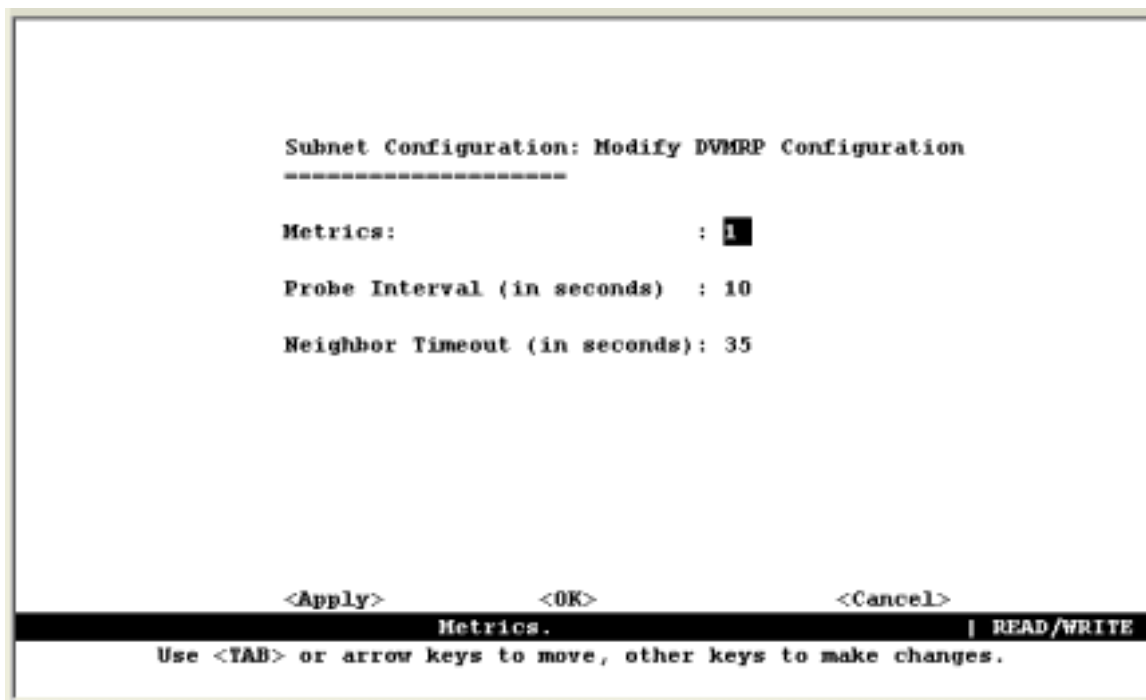 Subnet Configuration: Modify DVMRP Configuration
====================
Metrics: : 1
Probe Interval (in seconds) : 10
Neighbor Timeout (in seconds): 35
<Apply> <OK> <Cancel>
Metrics. | READ/WRITE
Use <TAB> or arrow keys to move, other keys to make changes.